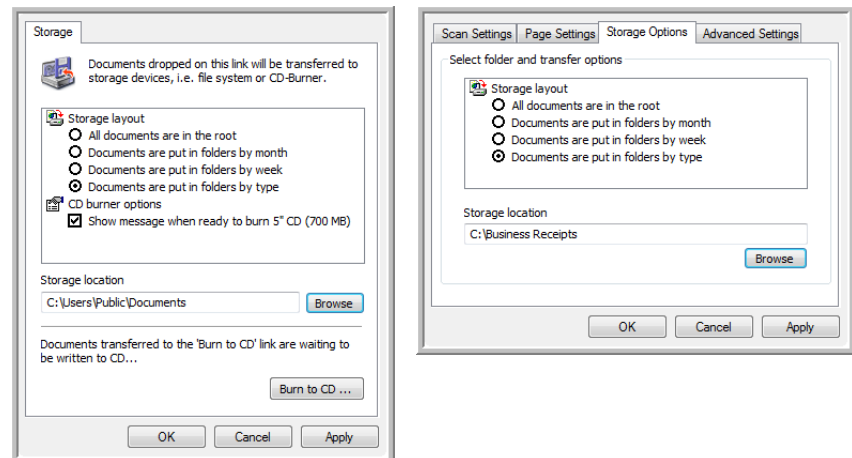 Storage
Documents dropped on this link will be transferred to
storage devices, i.e. file system or CD-Burner.
Storage layout
All documents are in the root
Documents are put in folders by month
Documents are put in folders by week
Documents are put in folders by type
CD burner options
Show message when ready to burn 5" CD (700 MB)
Storage location
C:\Users\Public\Documents
Browse
Documents transferred to the 'Burn to CD' link are waiting to
be written to CD...
Burn to CD ...
OK Cancel Apply
Scan Settings Page Settings Storage Options Advanced Settings
Select folder and transfer options
Storage layout
All documents are in the root
Documents are put in folders by month
Documents are put in folders by week
Documents are put in folders by type
Storage location
C:\Business Receipts
Browse
OK Cancel Apply